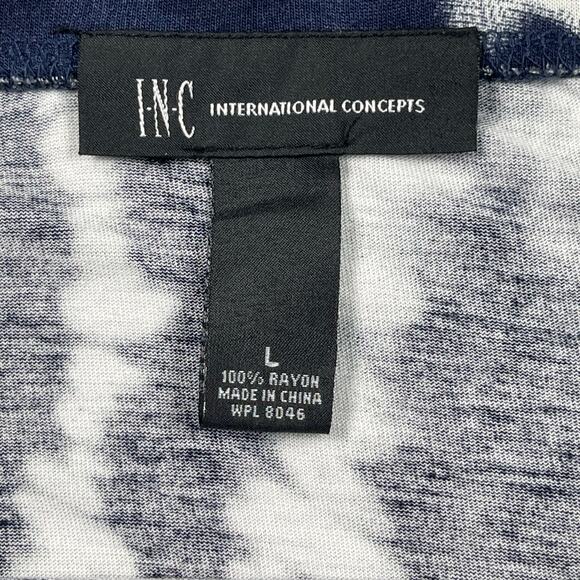 I·N·C INTERNATIONAL CONCEPTS
L
100% RAYON
MADE IN CHINA
WPL 8046